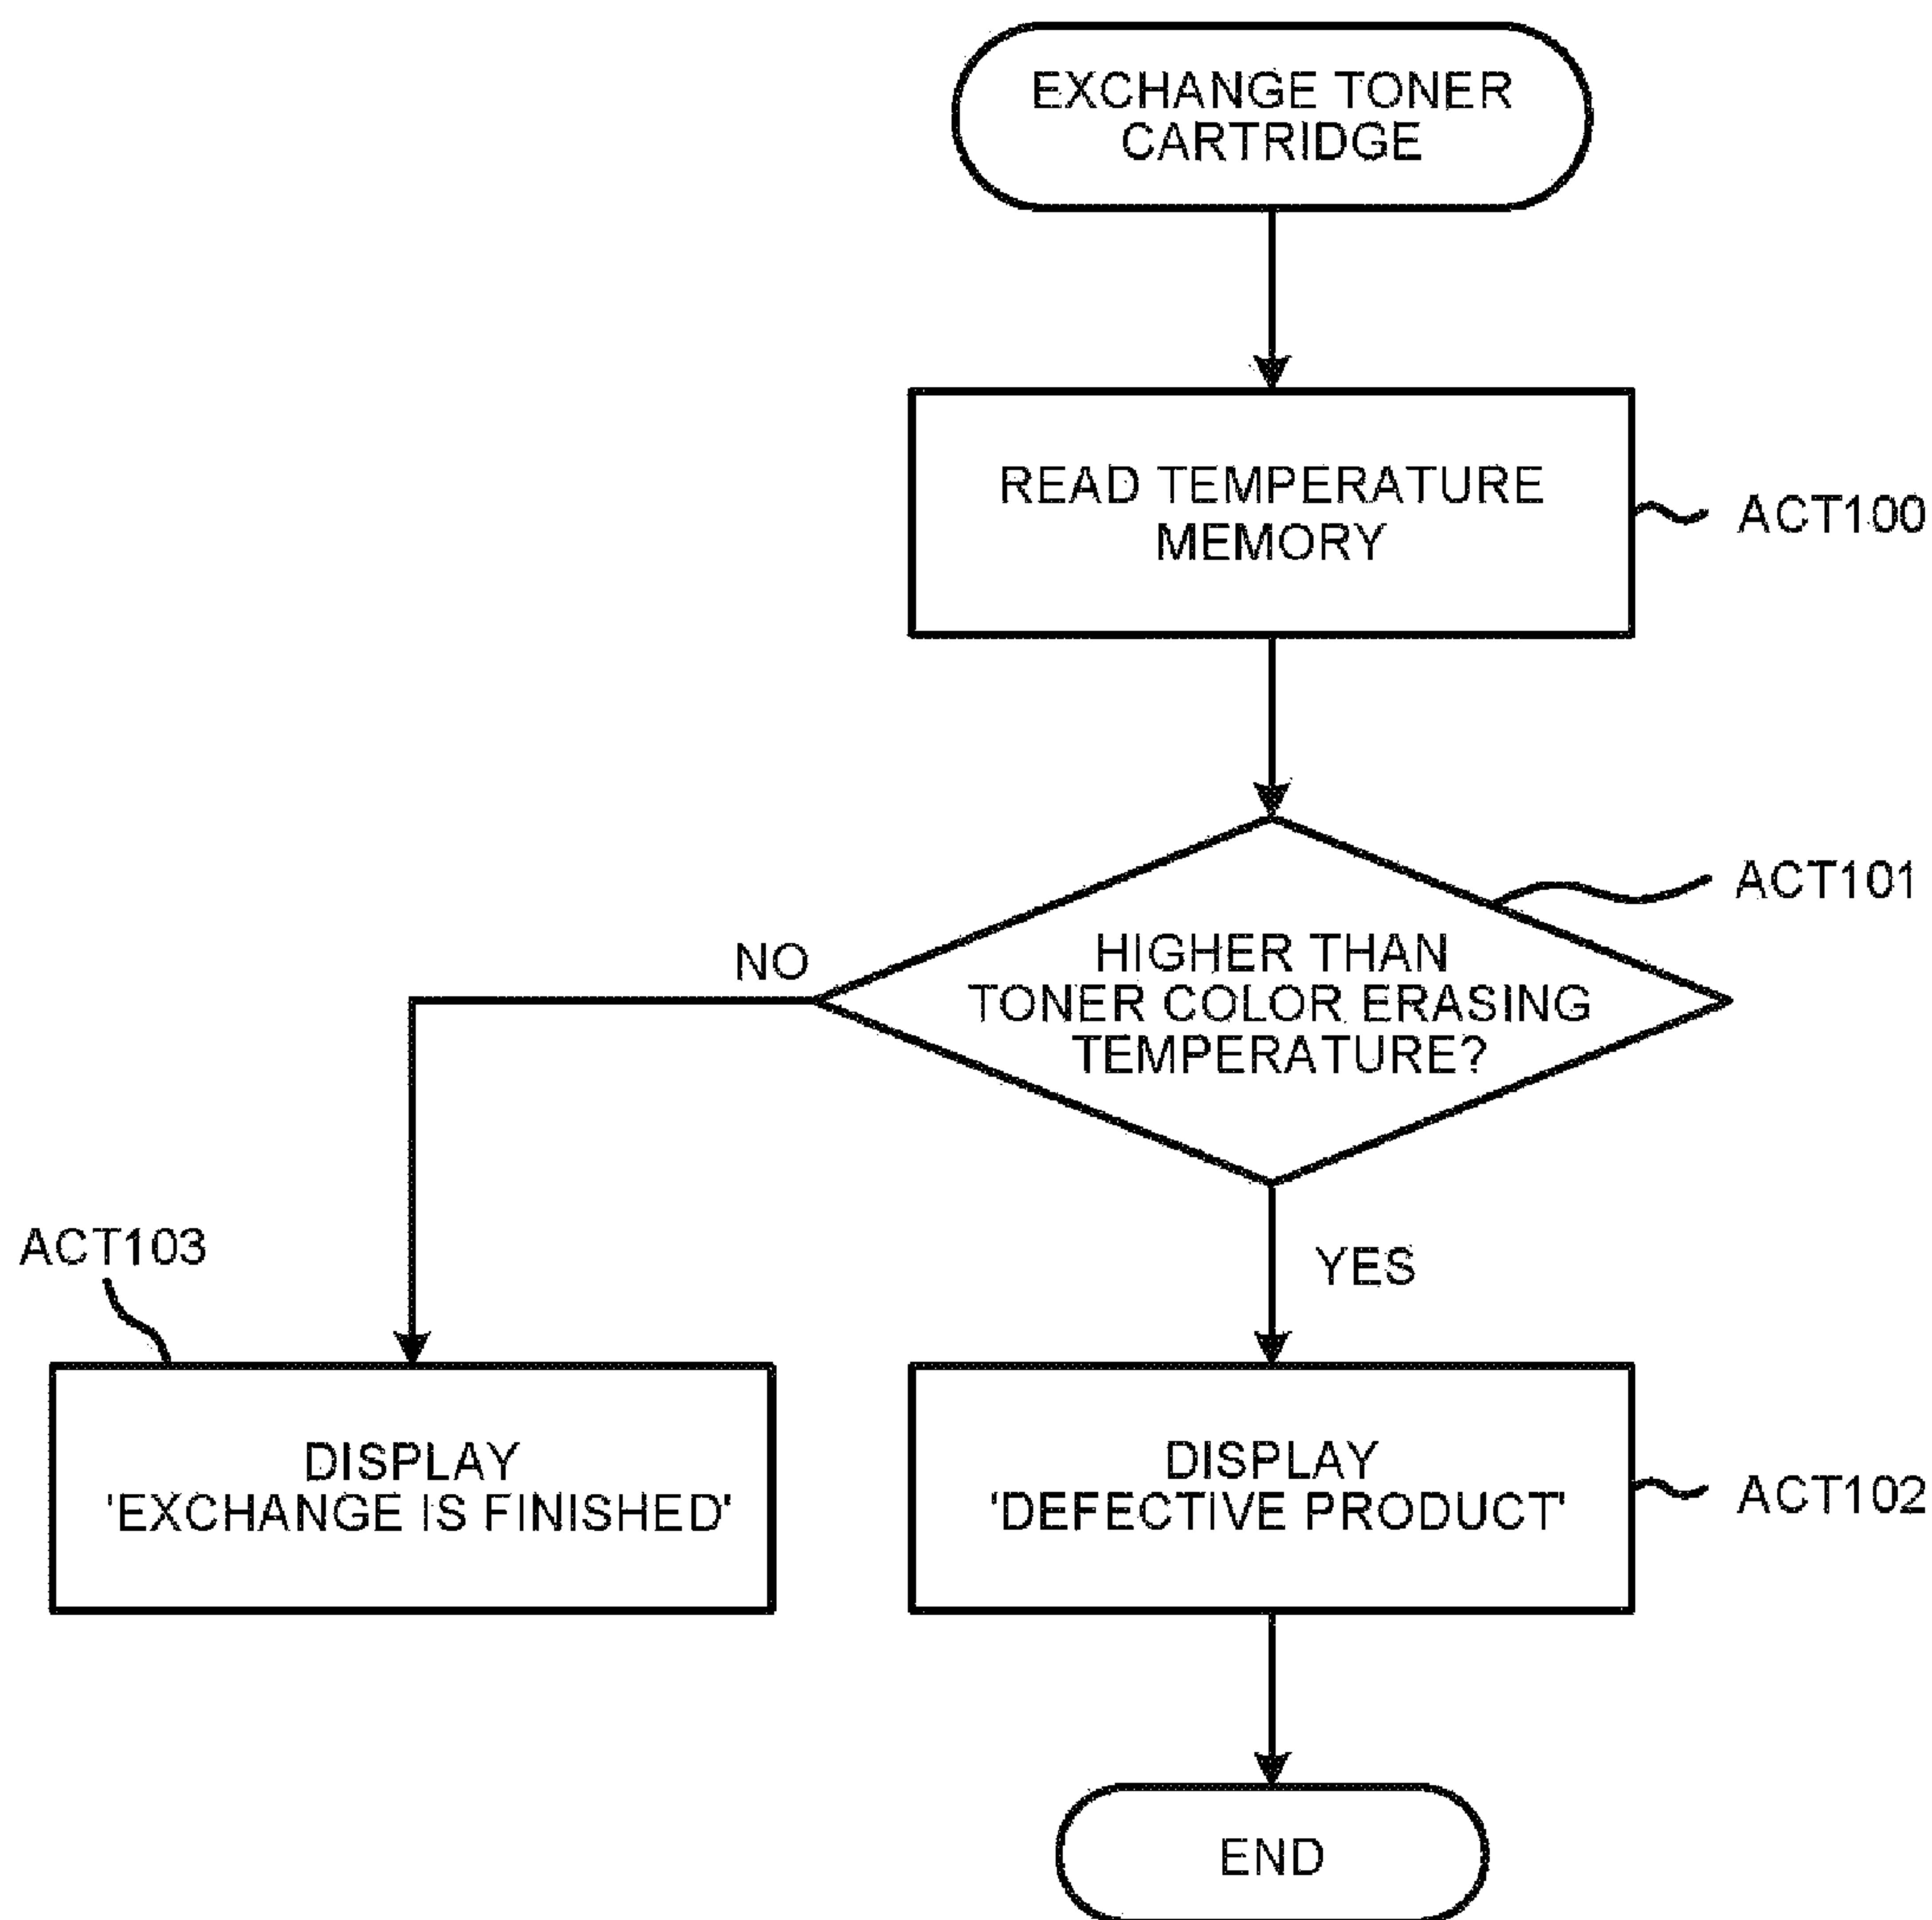 EXCHANGE TONER
CARTRIDGE
READ TEMPERATURE
MEMORY
ACT100
ACT101
HIGHER THAN
TONER COLOR ERASING
TEMPERATURE?
NO
YES
ACT103
DISPLAY
'EXCHANGE IS FINISHED'
DISPLAY
'DEFECTIVE PRODUCT'
ACT102
END